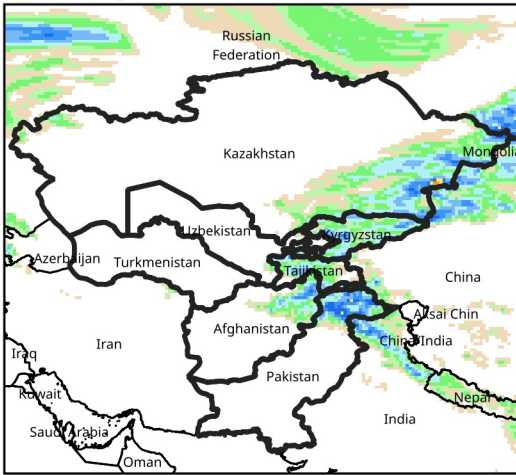 Russian
Federation
Kazakhstan
Mongolia
Uzbekistan
Kyrgyzstan
Azerbaijan
Turkmenistan
Tajikistan
China
Aksai Chin
Afghanistan
China/India
Iran
Iraq
Pakistan
Kuwait
Nepal
India
Saudi Arabia
Oman